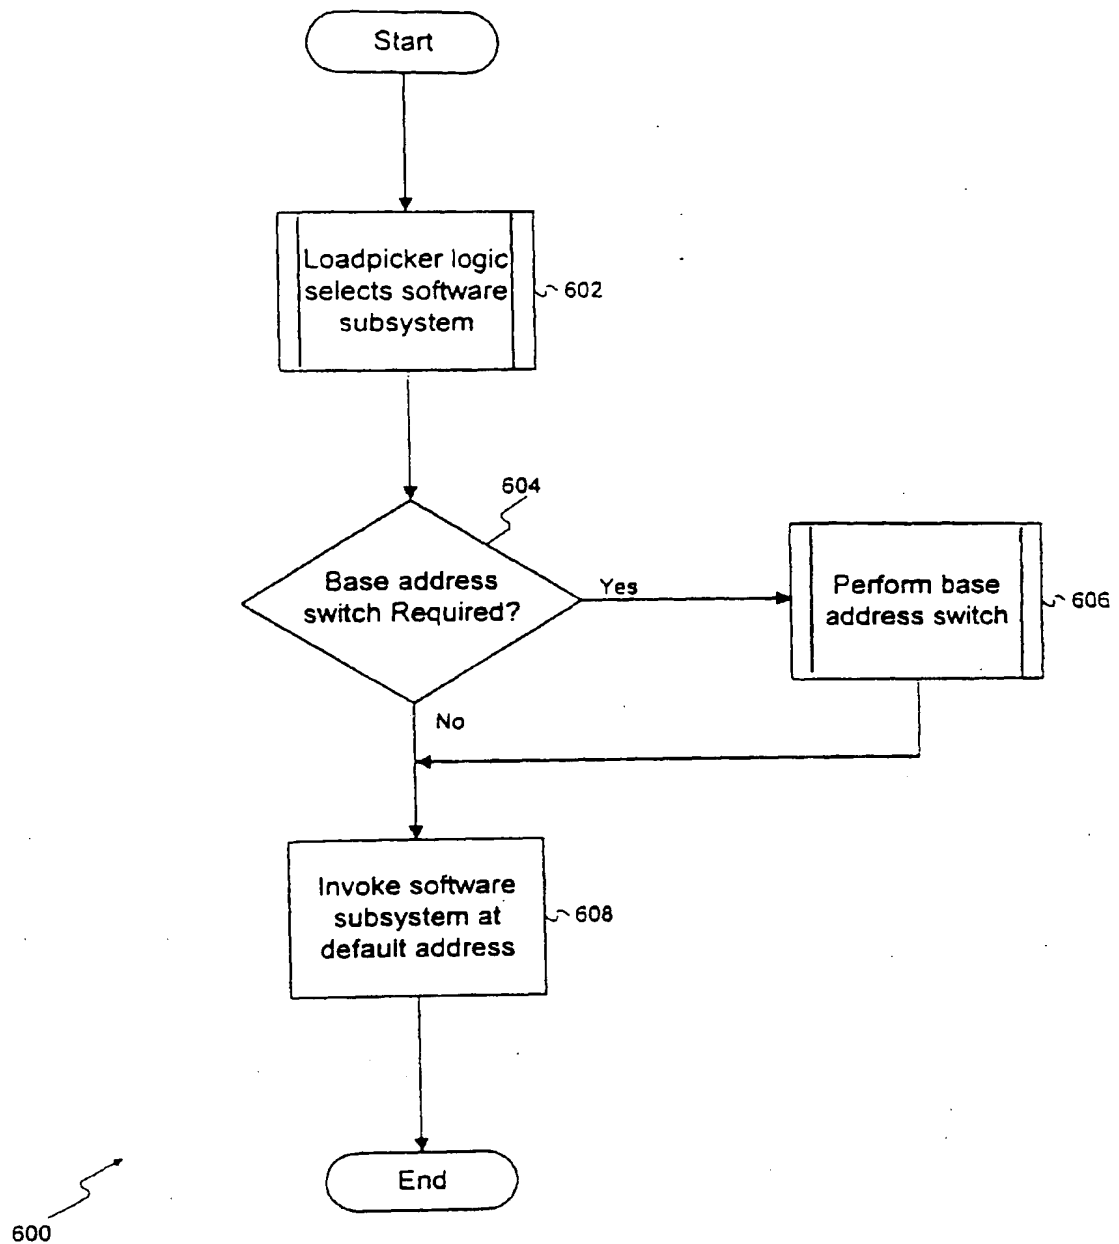 Start
Loadpicker logic
selects software
subsystem
602
604
Base address
switch Required?
Yes
Perform base
address switch
606
No
Invoke software
subsystem at
default address
608
End
600